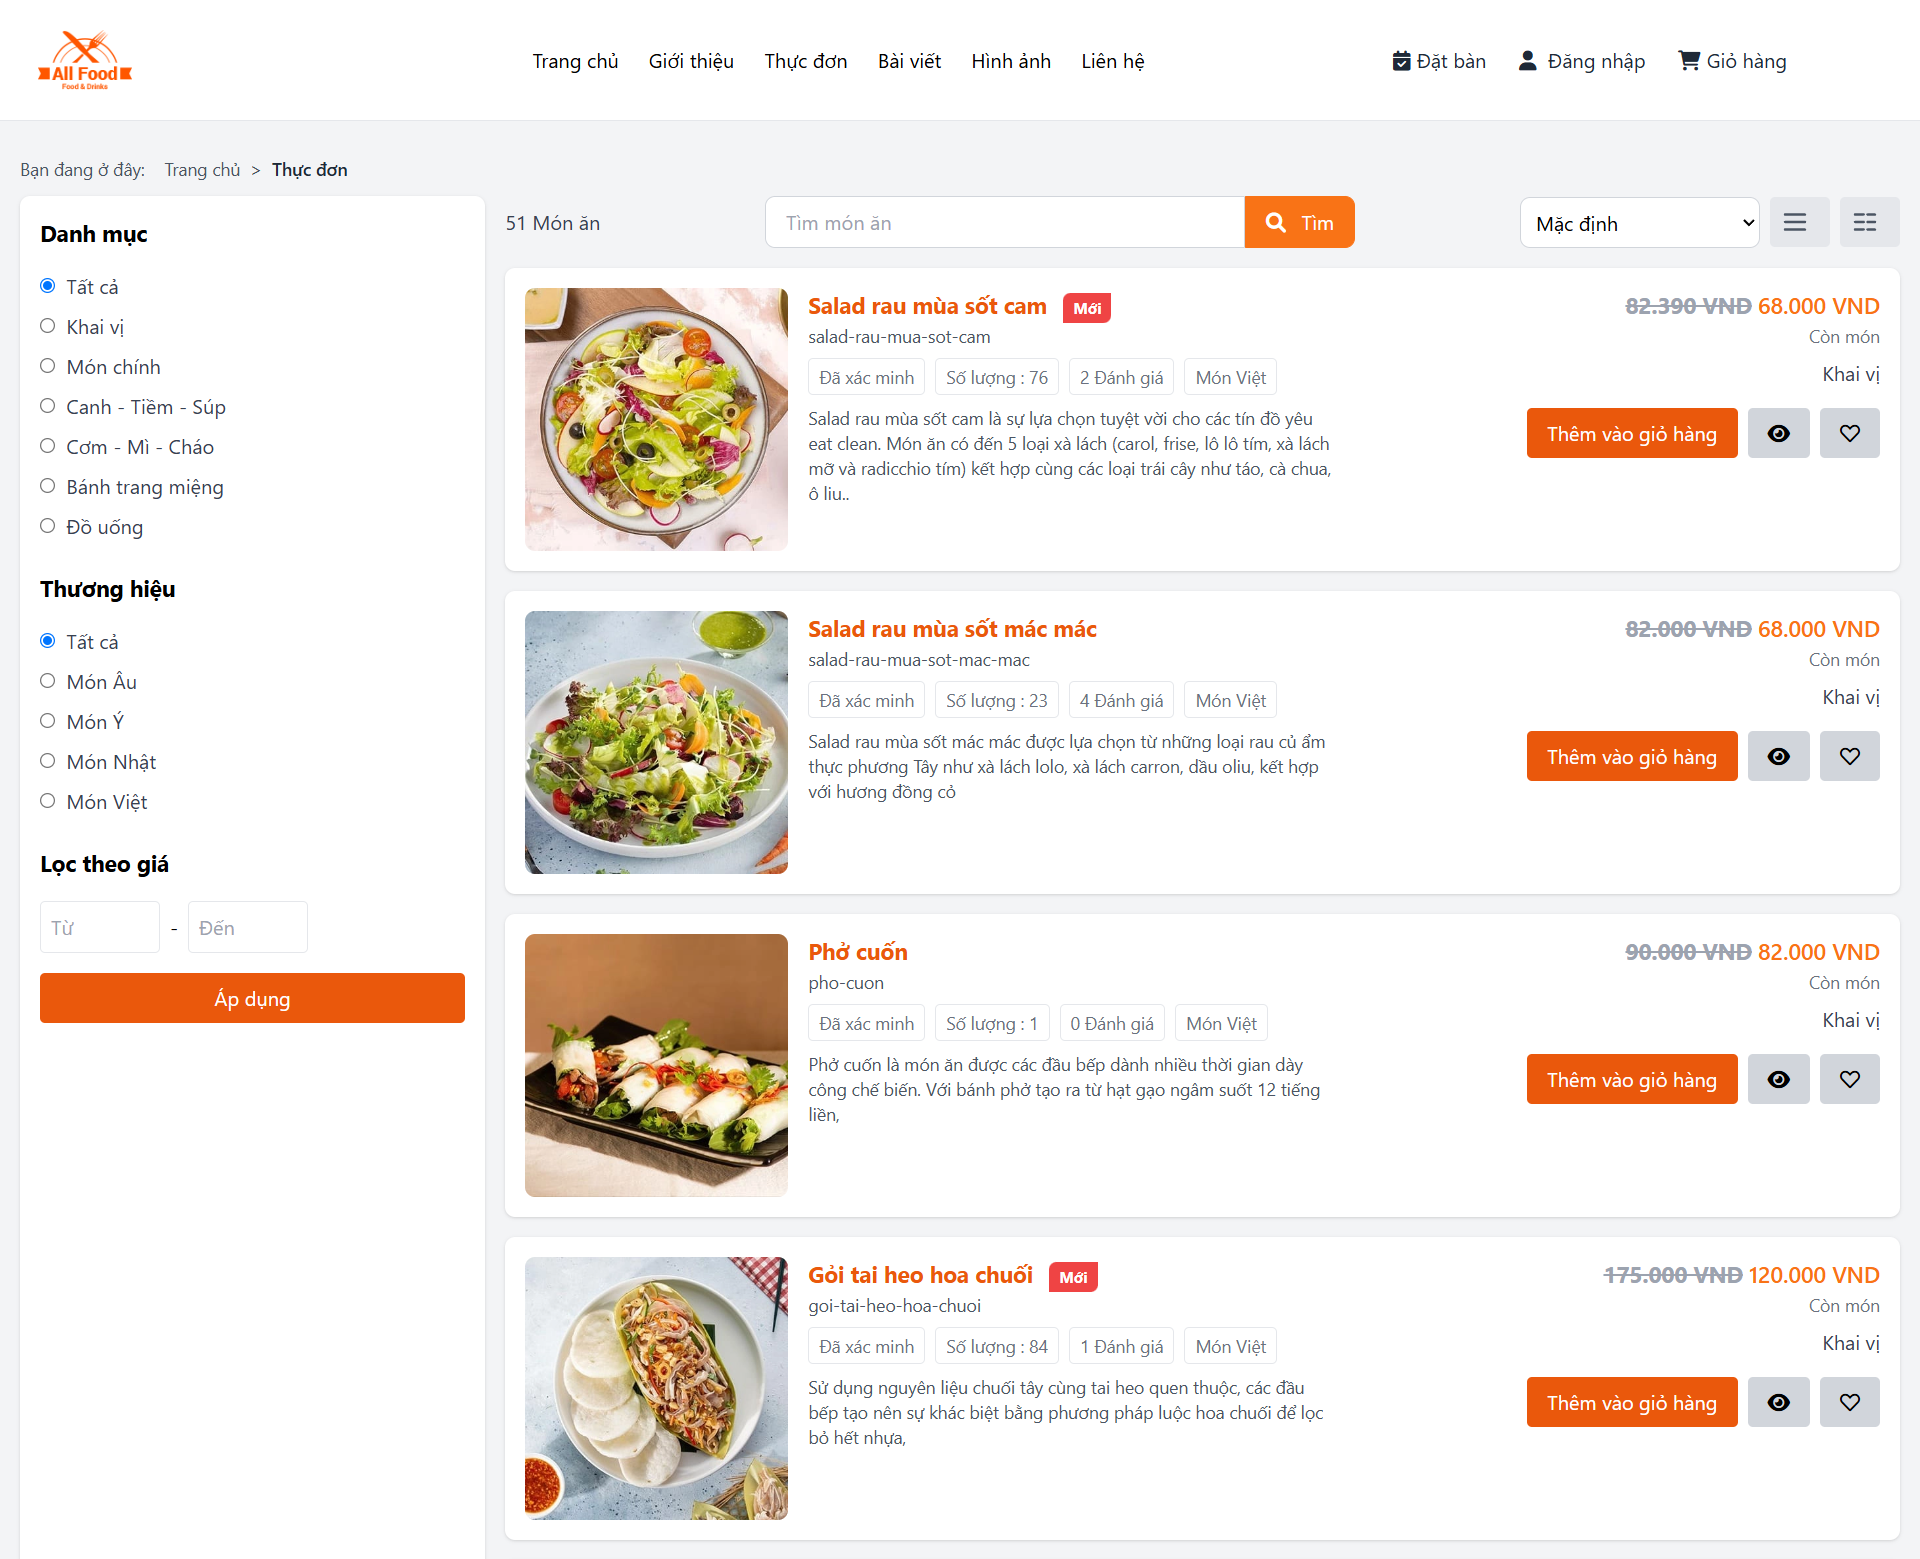 All Food
Food & Drinks
Trang chủ Giới thiệu Thực đơn Bài viết Hình ảnh Liên hệ
Đặt bàn Đăng nhập Giỏ hàng
Bạn đang ở đây: Trang chủ > Thực đơn
Danh mục
Tất cả
Khai vị
Món chính
Canh - Tiềm - Súp
Cơm - Mì - Cháo
Bánh trang miệng
Đồ uống
Thương hiệu
Tất cả
Món Âu
Món Ý
Món Nhật
Món Việt
Lọc theo giá
Từ - Đến
Áp dụng
51 Món ăn
Tìm món ăn
Tìm
Mặc định
Salad rau mùa sốt cam Mới
salad-rau-mua-sot-cam
Đã xác minh Số lượng : 76 2 Đánh giá Món Việt
Salad rau mùa sốt cam là sự lựa chọn tuyệt vời cho các tín đồ yêu
eat clean. Món ăn có đến 5 loại xà lách (carol, frise, lô lô tím, xà lách
mỡ và radicchio tím) kết hợp cùng các loại trái cây như táo, cà chua,
ô liu..
82.390 VND 68.000 VND
Còn món
Khai vị
Thêm vào giỏ hàng
Salad rau mùa sốt mác mác
salad-rau-mua-sot-mac-mac
Đã xác minh Số lượng : 23 4 Đánh giá Món Việt
Salad rau mùa sốt mác mác được lựa chọn từ những loại rau củ ẩm
thực phương Tây như xà lách lolo, xà lách carron, dầu oliu, kết hợp
với hương đồng cỏ
82.000 VND 68.000 VND
Còn món
Khai vị
Thêm vào giỏ hàng
Phở cuốn
pho-cuon
Đã xác minh Số lượng : 1 0 Đánh giá Món Việt
Phở cuốn là món ăn được các đầu bếp dành nhiều thời gian dày
công chế biến. Với bánh phở tạo ra từ hạt gạo ngâm suốt 12 tiếng
liền,
90.000 VND 82.000 VND
Còn món
Khai vị
Thêm vào giỏ hàng
Gỏi tai heo hoa chuối Mới
goi-tai-heo-hoa-chuoi
Đã xác minh Số lượng : 84 1 Đánh giá Món Việt
Sử dụng nguyên liệu chuối tây cùng tai heo quen thuộc, các đầu
bếp tạo nên sự khác biệt bằng phương pháp luộc hoa chuối để lọc
bỏ hết nhựa,
175.000 VND 120.000 VND
Còn món
Khai vị
Thêm vào giỏ hàng